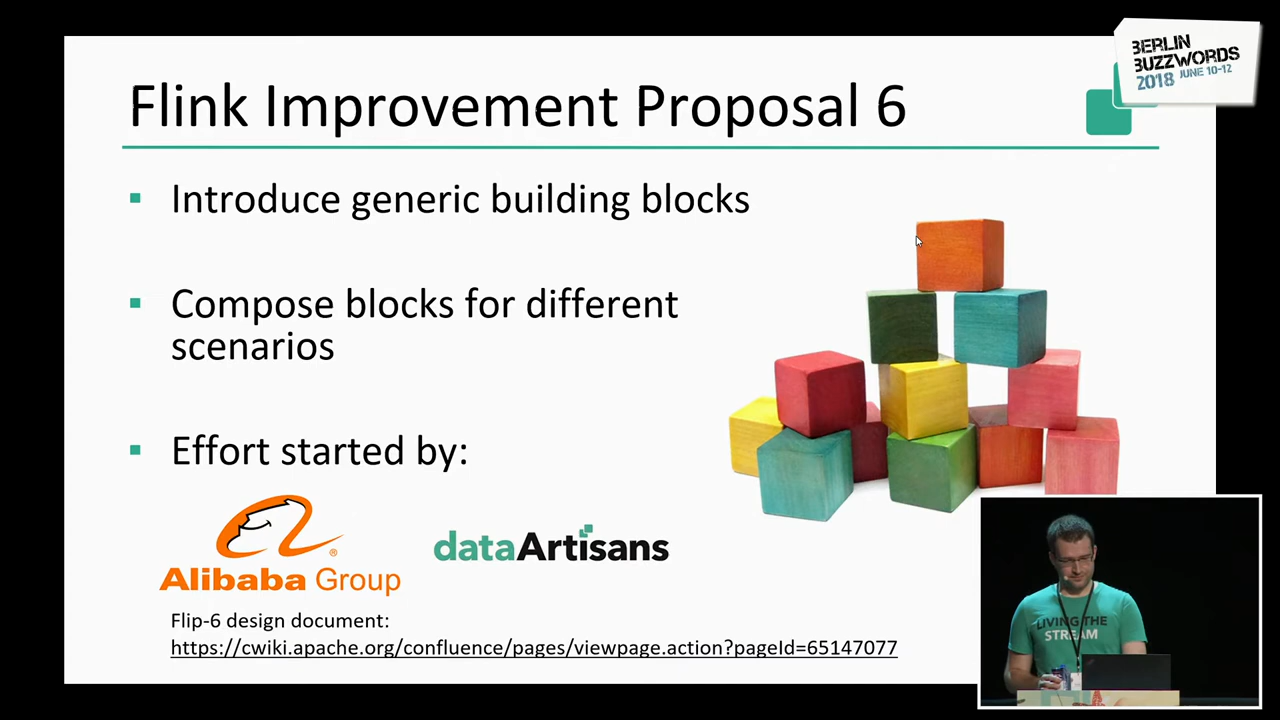 BERLIN
BUZZWORDS
2018 JUNE 10-12
Flink Improvement Proposal 6
Introduce generic building blocks
Compose blocks for different
scenarios
Effort started by:
Alibaba Group
dataArtisans
Flip-6 design document:
https://cwiki.apache.org/confluence/pages/viewpage.action?pageId=65147077
LIVING THE
STREAM